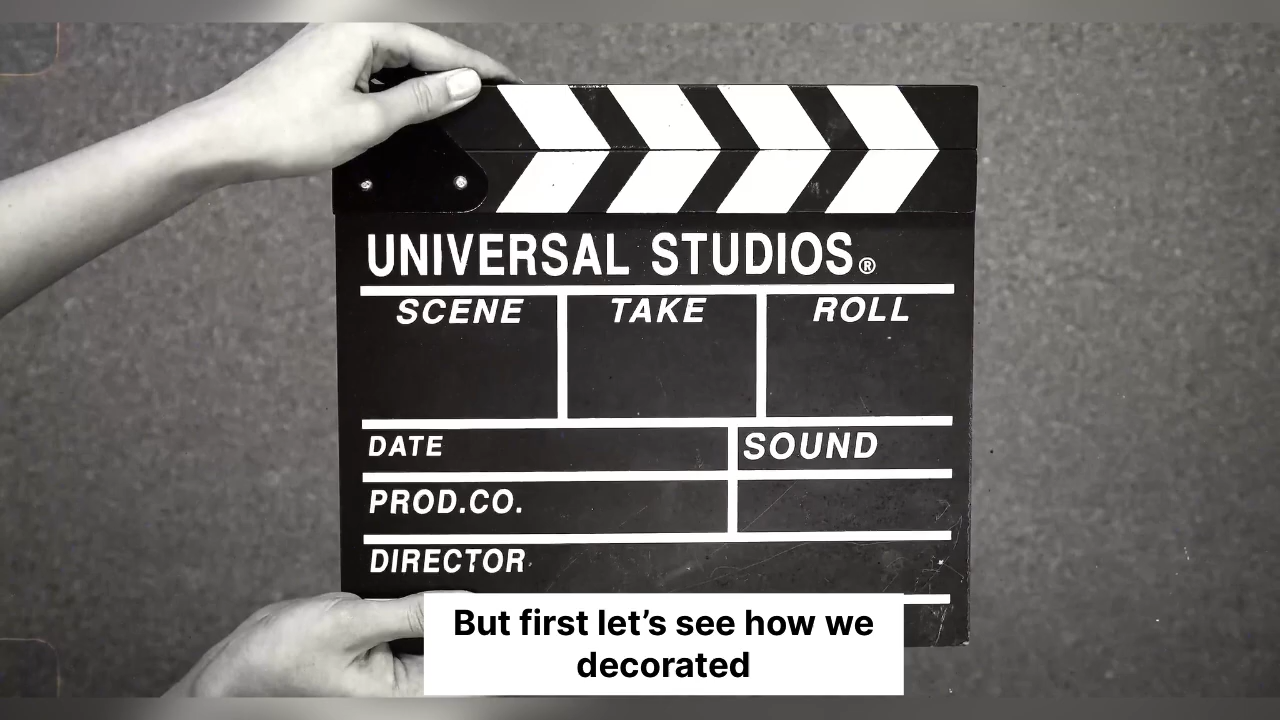 UNIVERSAL STUDIOS®
SCENE TAKE ROLL
DATE SOUND
PROD.CO.
DIRECTOR
But first let’s see how we
decorated